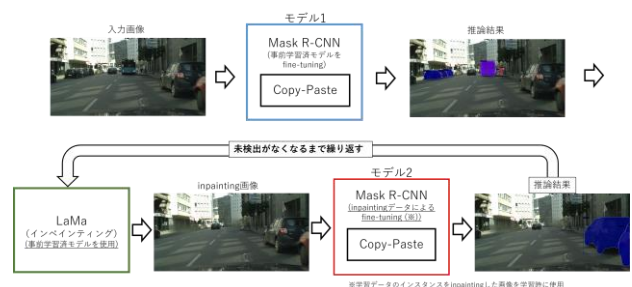 モデル1
入力画像
推論結果
Mask R-CNN
(事前学習済モデルを
fine-tuning)
Copy-Paste
未検出がなくなるまで繰り返す
モデル2
inpainting画像
推論結果
LaMa
(インペインティング)
(事前学習済モデルを使用)
Mask R-CNN
(inpaintingデータによる
fine-tuning (※))
Copy-Paste
※学習データのインスタンスをinpaintingした画像を学習時に使用